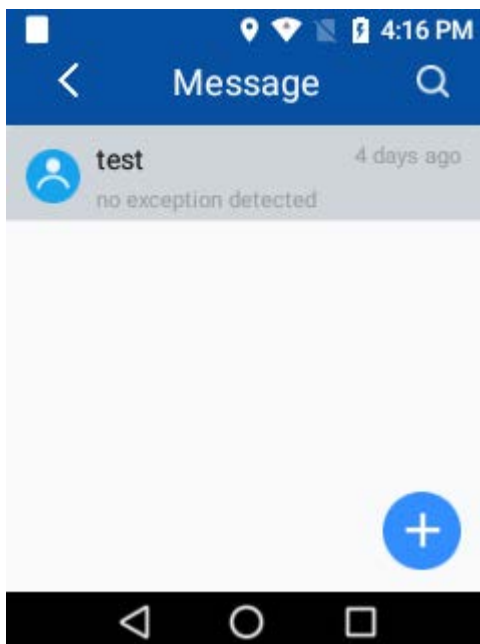 4:16 PM
Message
test
4 days ago
no exception detected